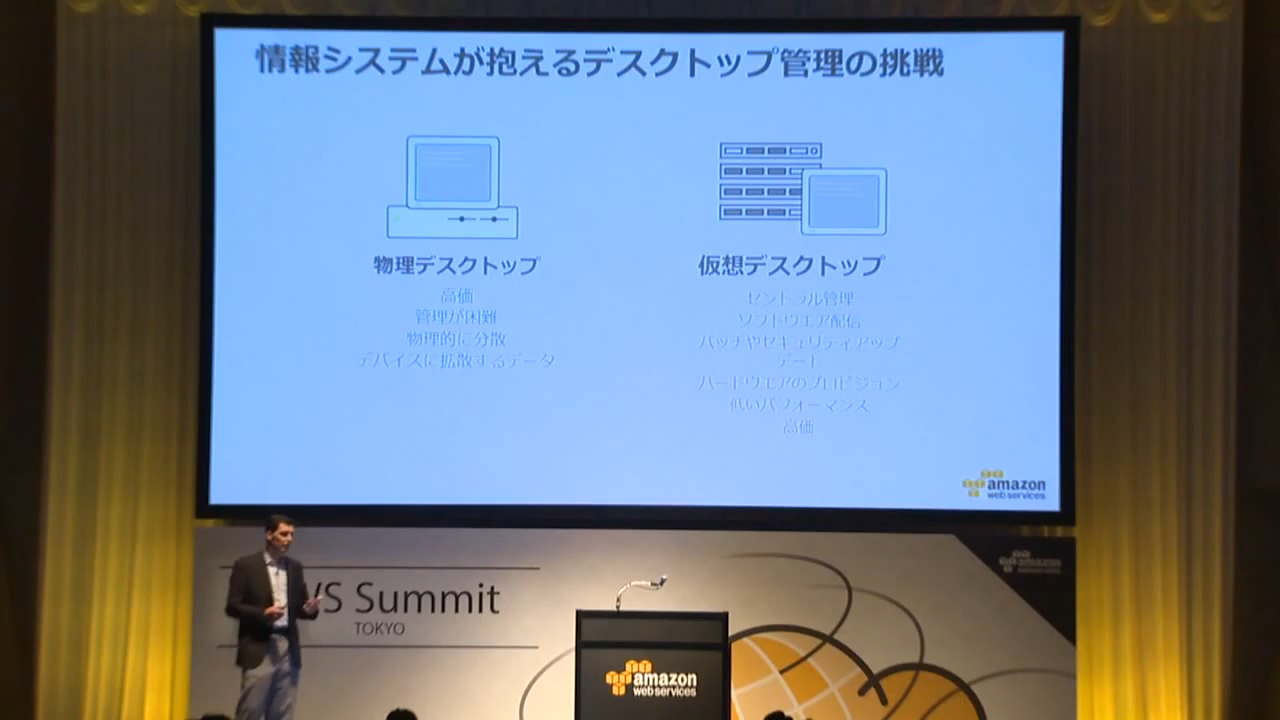 情報システムが抱えるデスクトップ管理の挑戦
物理デスクトップ
高価
管理が困難
物理的に分散
デバイスに拡散するデータ
仮想デスクトップ
セントラル管理
ソフトウエア配信
パッチやセキュリティアップ
デート
ハードウエアのプロビジョン
低いパフォーマンス
高価
amazon
web services
VS Summit
TOKYO
amazon
web services
amazon